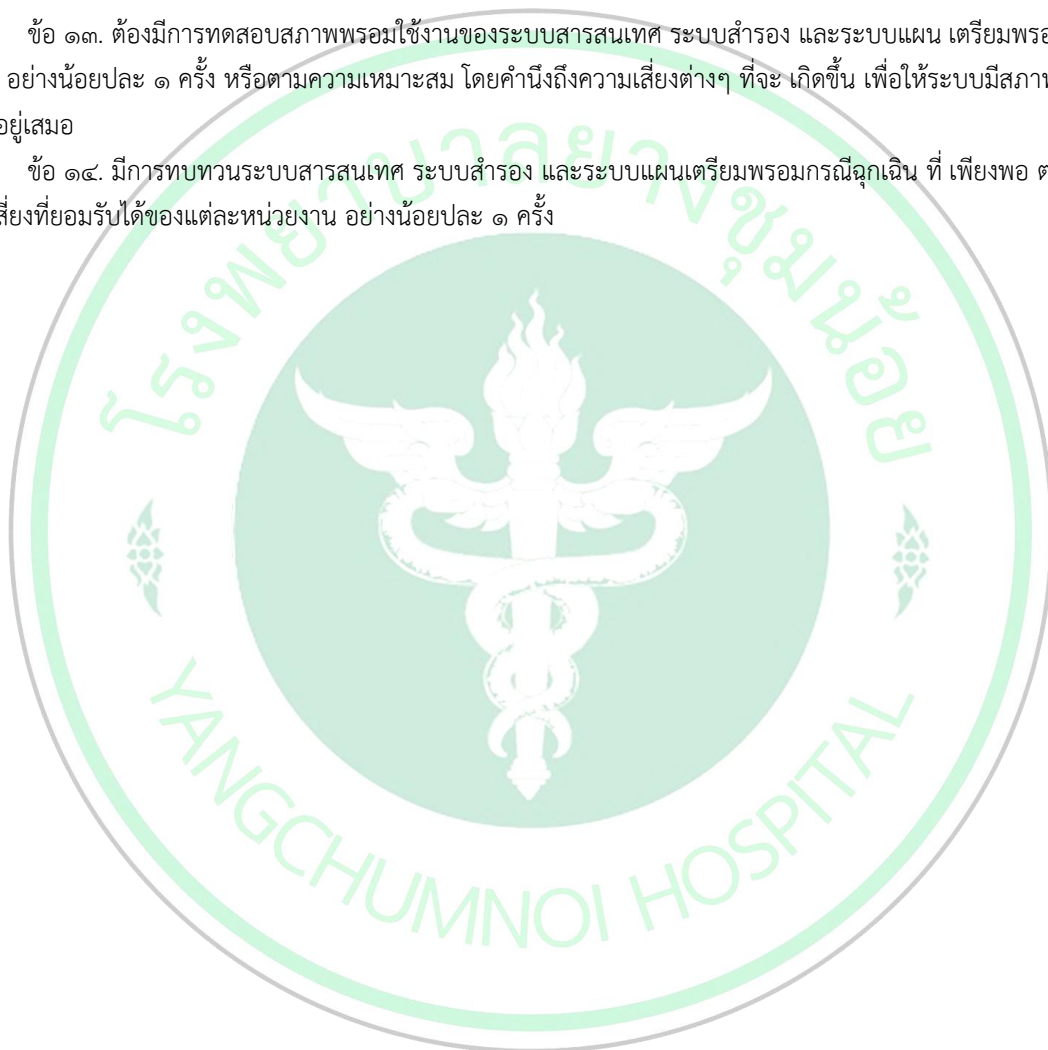 ข้อ ๑๓. ต้องมีการทดสอบสภาพพรอมใช้งานของระบบสารสนเทศ ระบบสำรอง และระบบแผน เตรียมพรอ
อย่างน้อยปละ ๑ ครั้ง หรือตามความเหมาะสม โดยคำนึงถึงความเสี่ยงต่างๆ ที่จะ เกิดขึ้น เพื่อให้ระบบมีสภาพ
อยู่เสมอ
ข้อ ๑๔. มีการทบทวนระบบสารสนเทศ ระบบสำรอง และระบบแผนเตรียมพรอมกรณีฉุกเฉิน ที่ เพียงพอ ต
สี่ยงที่ยอมรับได้ของแต่ละหน่วยงาน อย่างน้อยปละ ๑ ครั้ง
โรงพยาบาลยางชุมน้อย
YANGCHUMNOI HOSPITAL